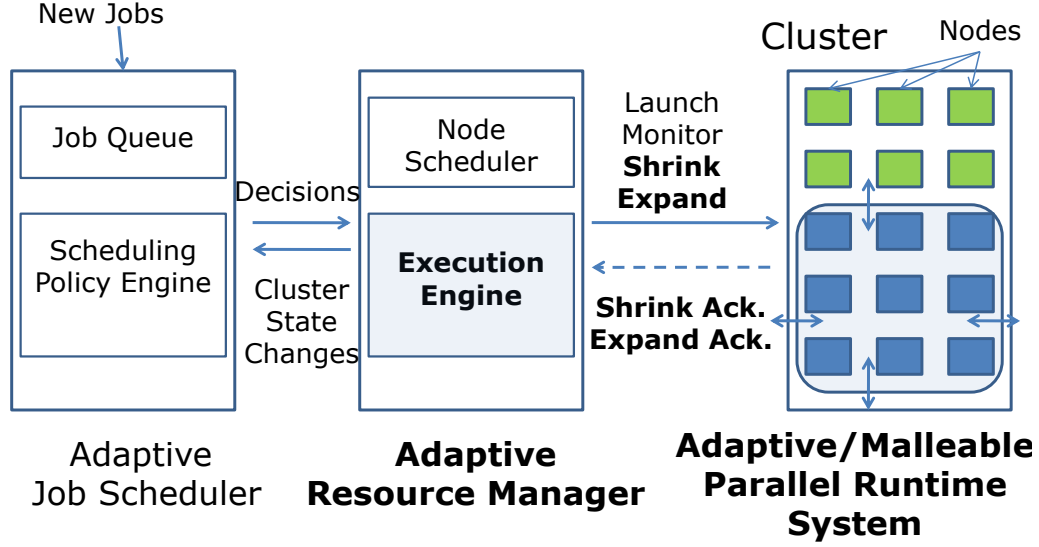 New Jobs
Job Queue
Scheduling
Policy Engine
Adaptive
Job Scheduler
Decisions
Cluster
State
Changes
Node
Scheduler
Execution
Engine
Adaptive
Resource Manager
Launch
Monitor
Shrink
Expand
Shrink Ack.
Expand Ack.
Cluster
Nodes
Adaptive/Malleable
Parallel Runtime
System